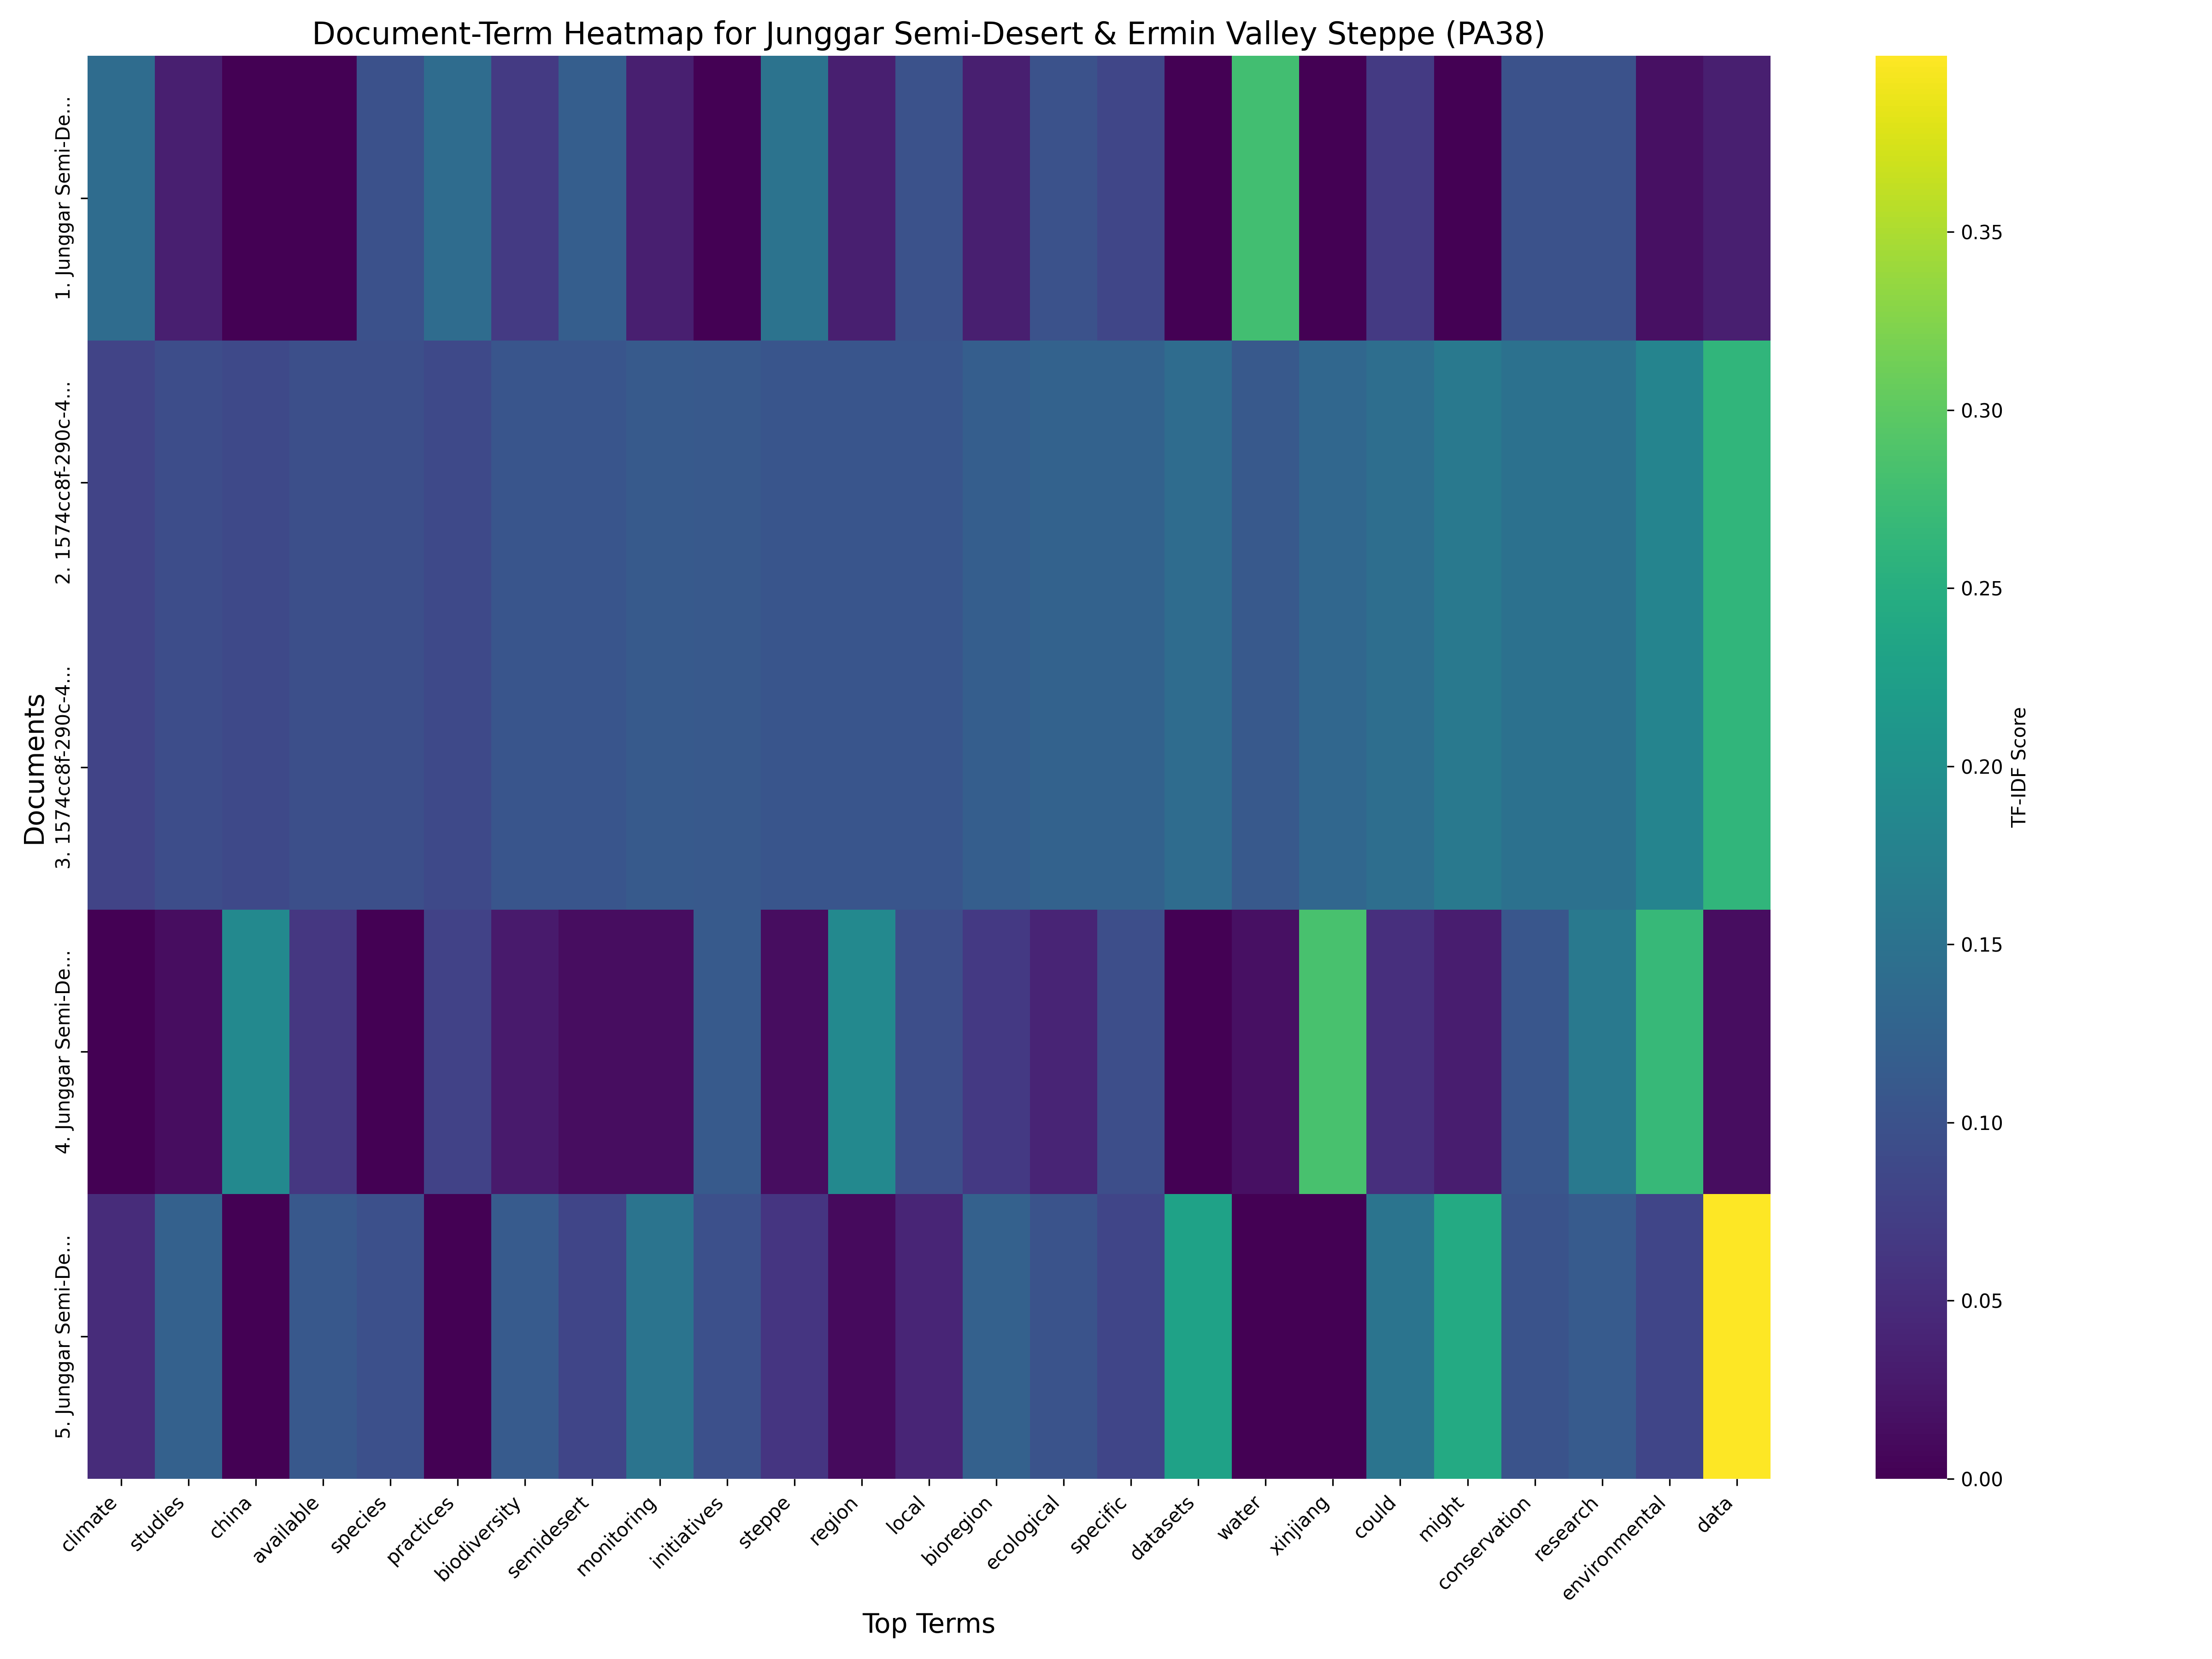 Document-Term Heatmap for Junggar Semi-Desert & Ermin Valley Steppe (PA38)
Documents
1. Junggar Semi-De...
2. 1574cc8f-290c-4...
3. 1574cc8f-290c-4...
4. Junggar Semi-De...
5. Junggar Semi-De...
climate
studies
china
available
species
practices
biodiversity
semidesert
monitoring
initiatives
steppe
region
local
bioregion
ecological
specific
datasets
water
xinjiang
could
might
conservation
research
environmental
data
Top Terms
0.35
0.30
0.25
0.20
0.15
0.10
0.05
0.00
TF-IDF Score